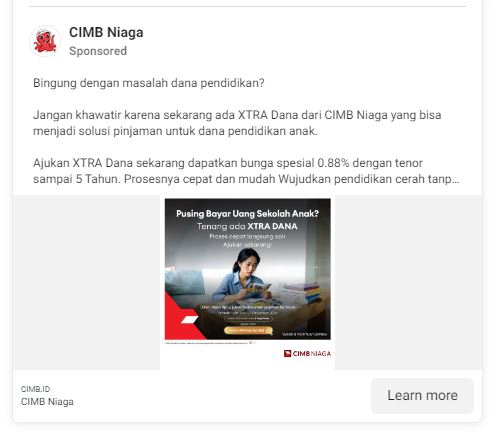 CIMB Niaga
Sponsored
Bingung dengan masalah dana pendidikan?
Jangan khawatir karena sekarang ada XTRA Dana dari CIMB Niaga yang bisa
menjadi solusi pinjaman untuk dana pendidikan anak.
Ajukan XTRA Dana sekarang dapatkan bunga spesial 0.88% dengan tenor
sampai 5 Tahun. Prosesnya cepat dan mudah Wujudkan pendidikan cerah tanp...
Pusing Bayar Uang Sekolah Anak?
Tenang ada XTRA DANA
Proses cepat langsung cair
Ajukan sekarang!
Syarat & Ketentuan Berlaku
CIMB NIAGA
CIMB.ID
CIMB Niaga
Learn more